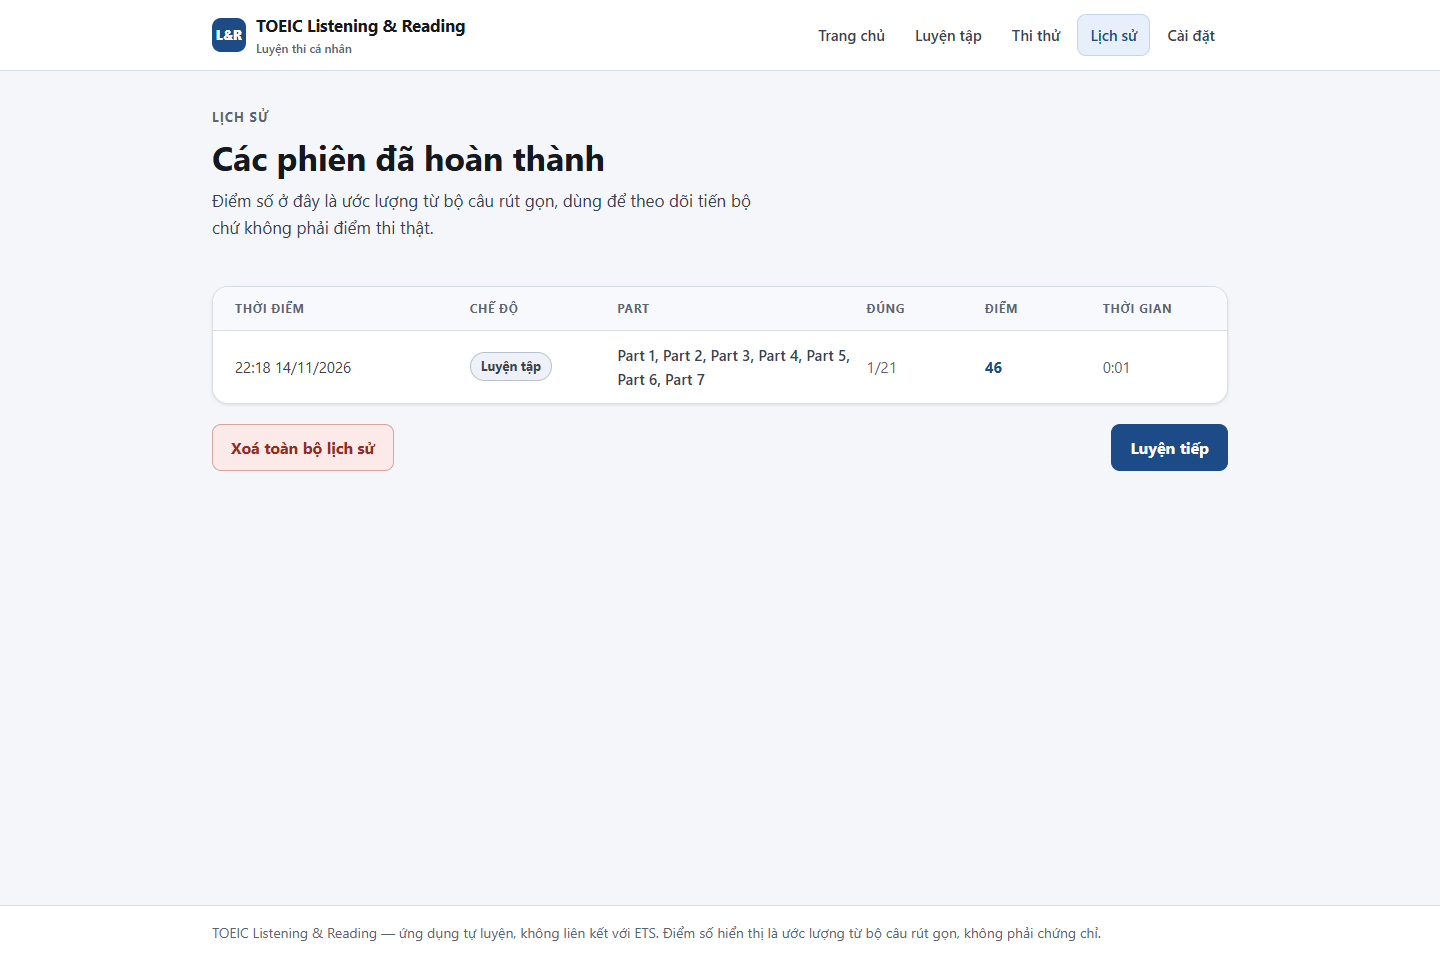 L&R
TOEIC Listening & Reading
Luyện thi cá nhân
Trang chủ
Luyện tập
Thi thử
Lịch sử
Cài đặt
LỊCH SỬ
Các phiên đã hoàn thành
Điểm số ở đây là ước lượng từ bộ câu rút gọn, dùng để theo dõi tiến bộ
chứ không phải điểm thi thật.
THỜI ĐIỂM CHẾ ĐỘ PART ĐÚNG ĐIỂM THỜI GIAN
22:18 14/11/2026 Luyện tập Part 1, Part 2, Part 3, Part 4, Part 5, 1/21 46 0:01
Part 6, Part 7
Xoá toàn bộ lịch sử
Luyện tiếp
TOEIC Listening & Reading — ứng dụng tự luyện, không liên kết với ETS. Điểm số hiển thị là ước lượng từ bộ câu rút gọn, không phải chứng chỉ.